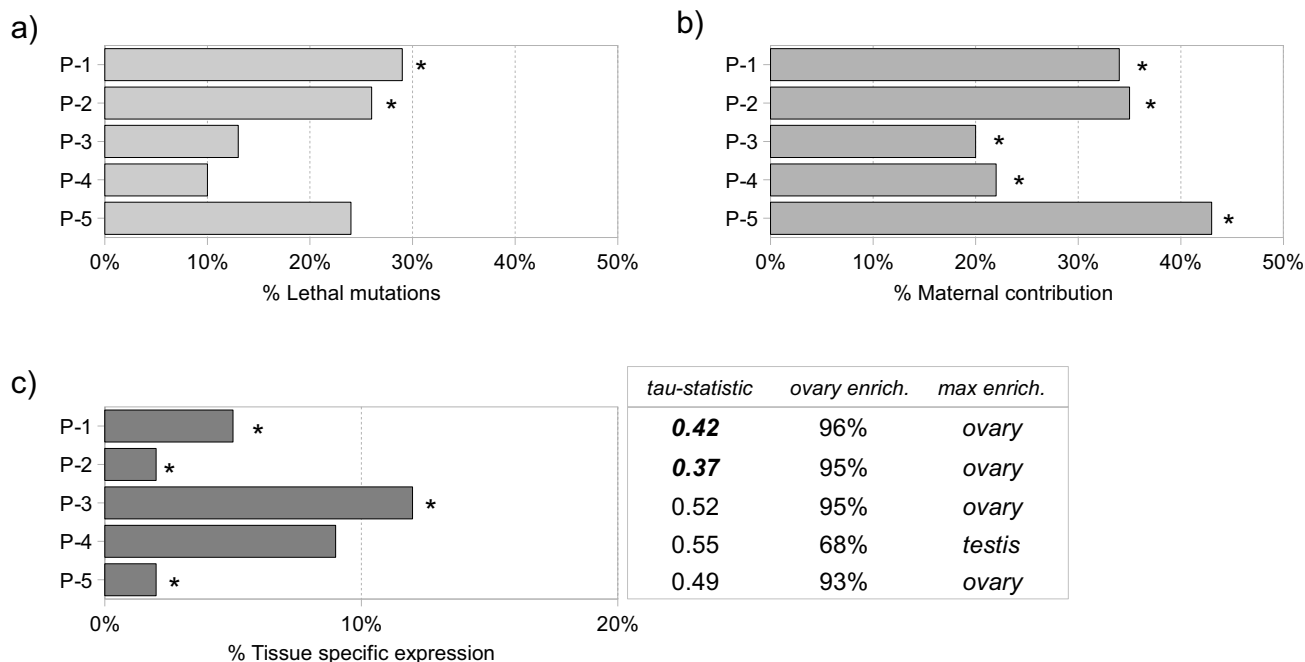 a)
P-1
*
P-2
*
P-3
P-4
P-5
0% 10% 20% 30% 40% 50%
% Lethal mutations
b)
P-1
*
P-2
*
P-3
*
P-4
*
P-5
*
0% 10% 20% 30% 40% 50%
% Maternal contribution
c)
P-1
*
P-2
*
P-3
*
P-4
P-5
*
0% 10% 20%
% Tissue specific expression
tau-statistic ovary enrich. max enrich.
0.42 96% ovary
0.37 95% ovary
0.52 95% ovary
0.55 68% testis
0.49 93% ovary